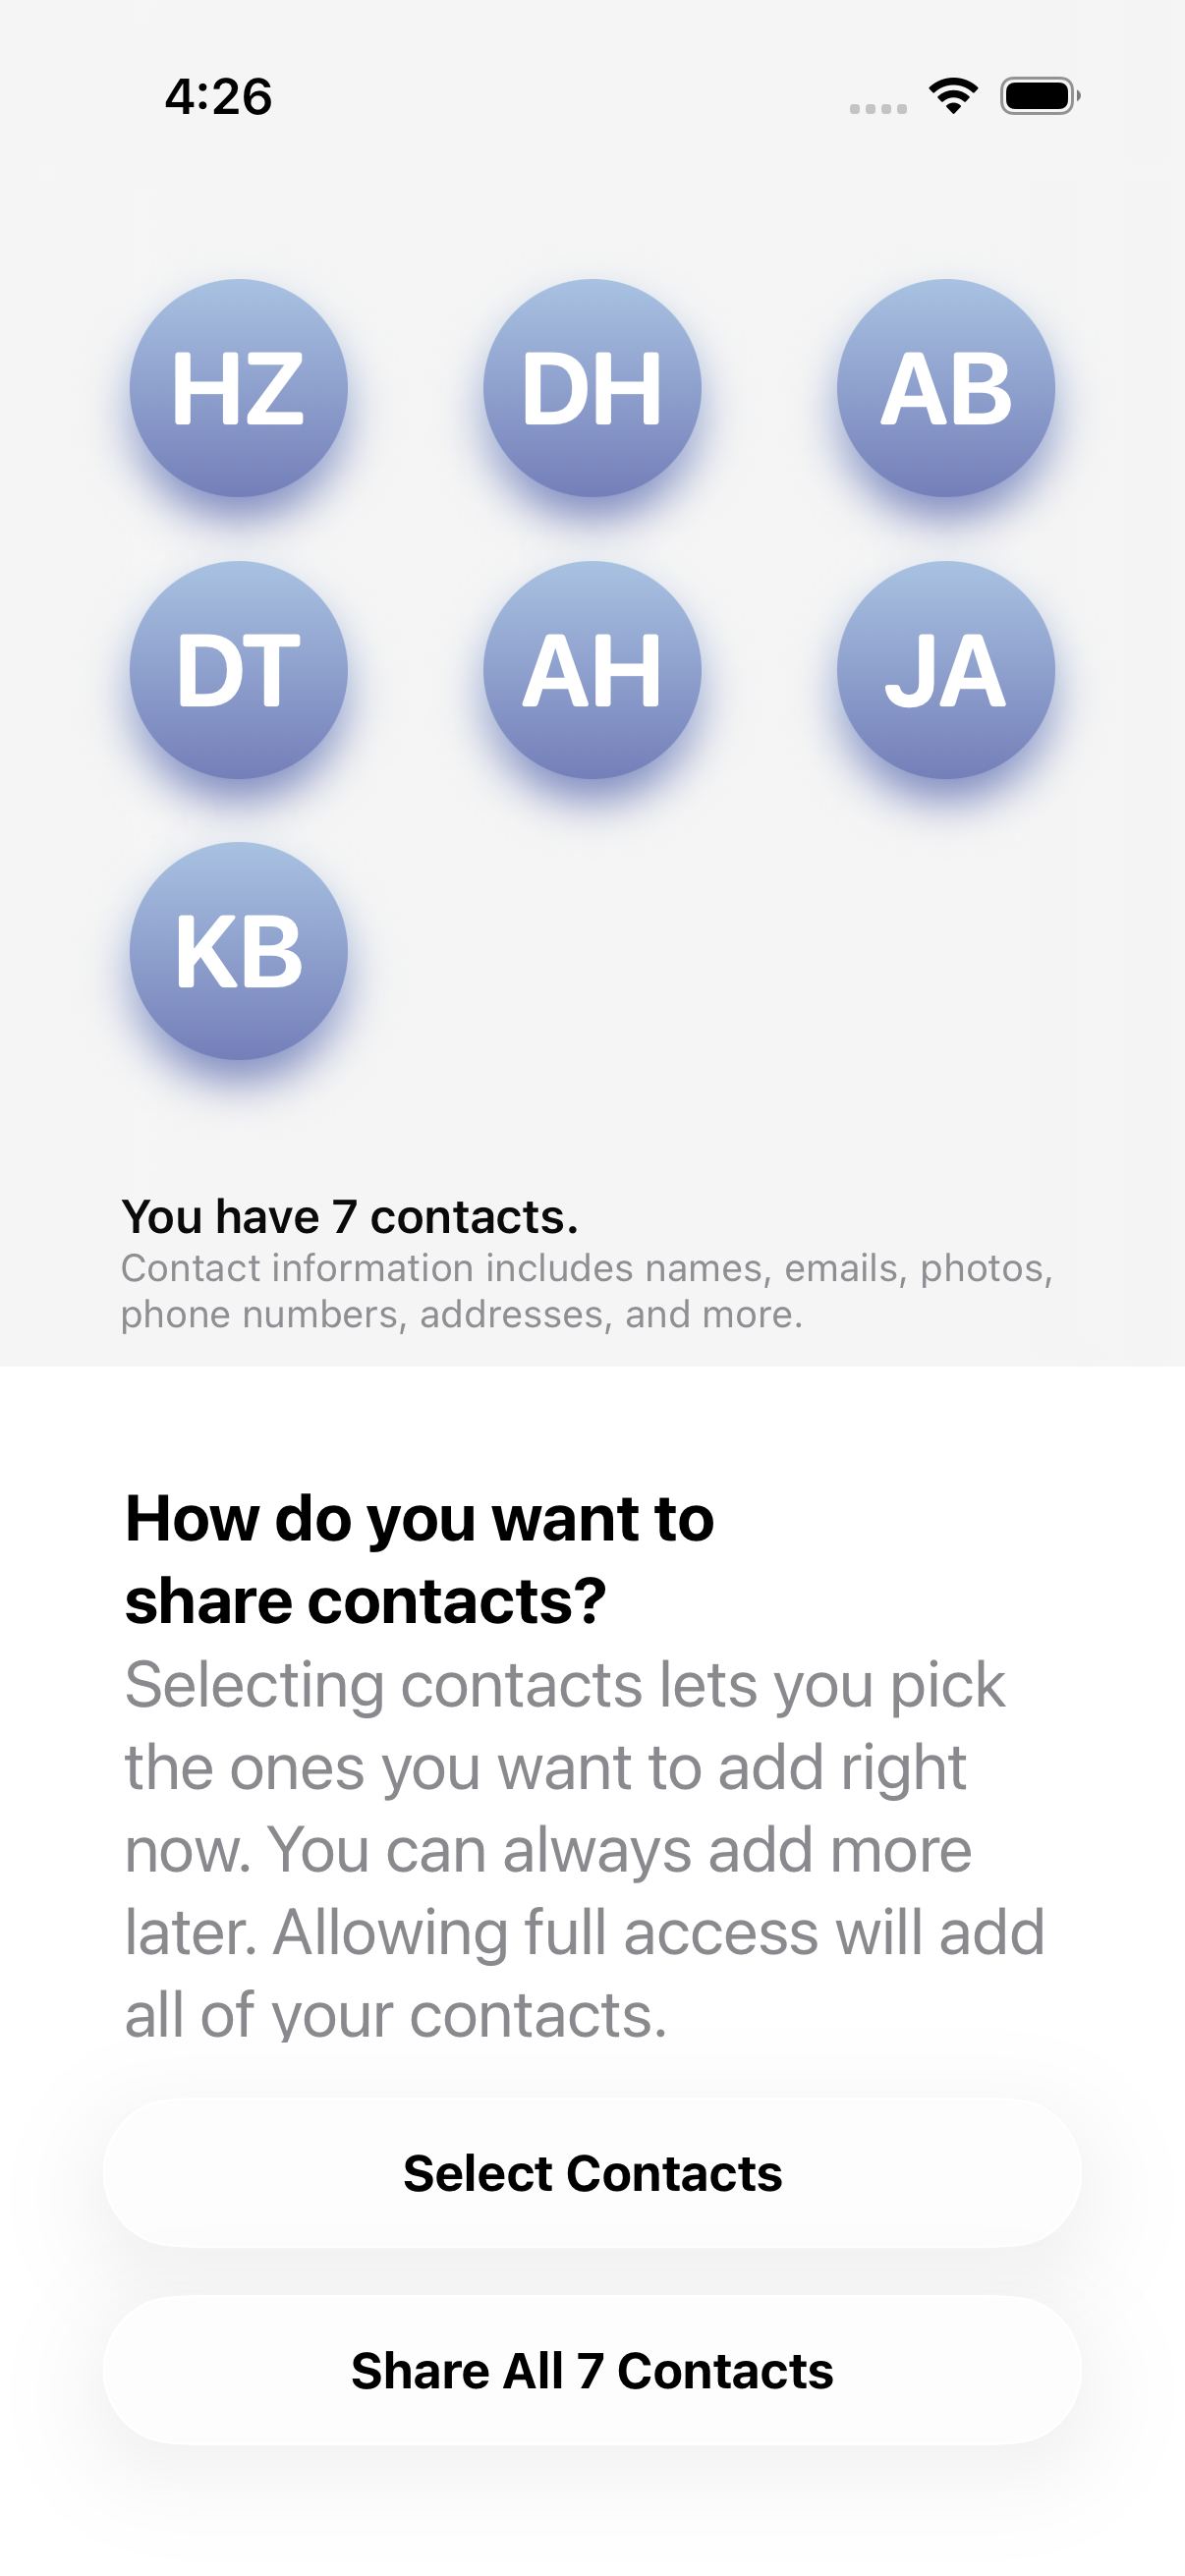 4:26
HZ DH AB
DT AH JA
KB
You have 7 contacts.
Contact information includes names, emails, photos,
phone numbers, addresses, and more.
How do you want to
share contacts?
Selecting contacts lets you pick
the ones you want to add right
now. You can always add more
later. Allowing full access will add
all of your contacts.
Select Contacts
Share All 7 Contacts